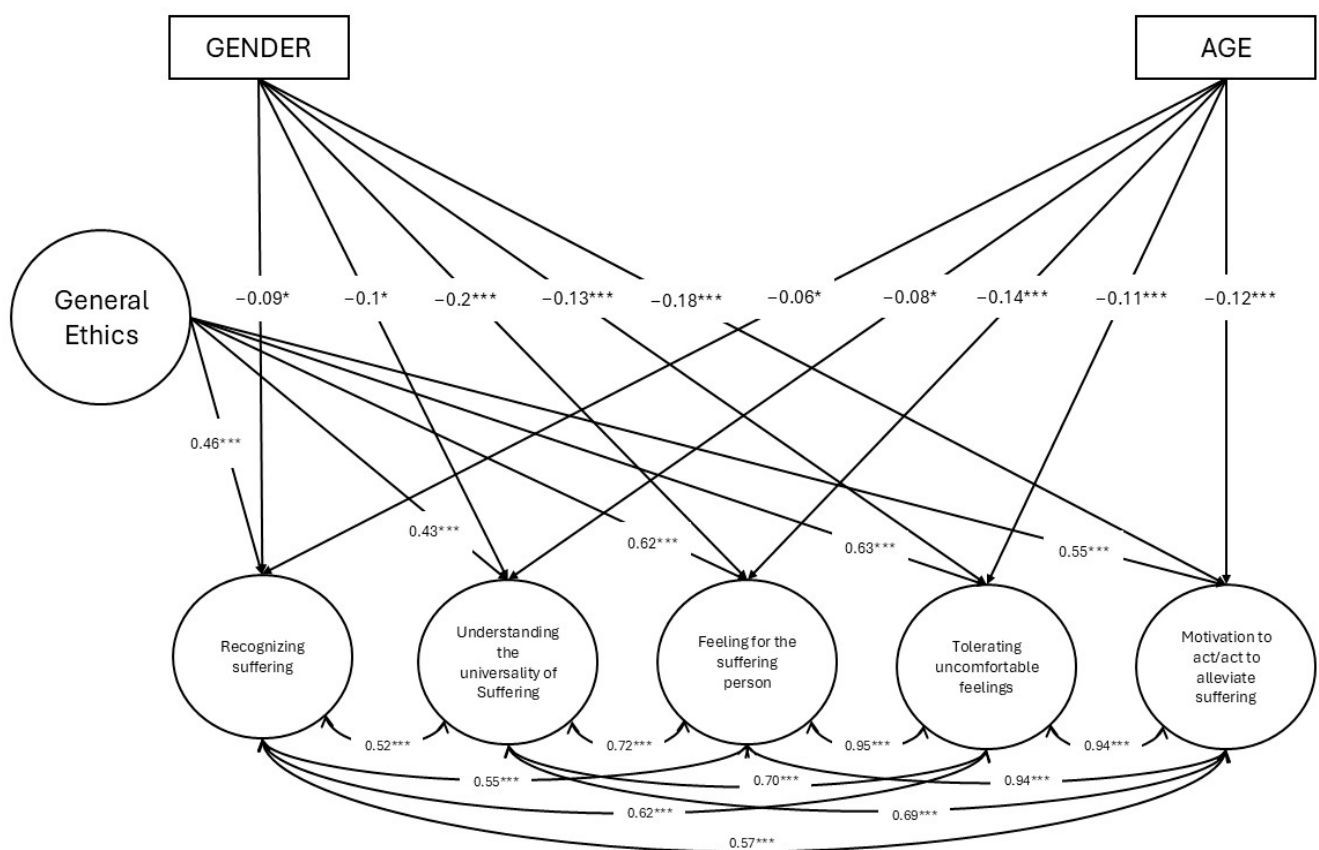 GENDER
AGE
General
Ethics
−0.09*
−0.1*
−0.2***
−0.13***
−0.18***
−0.06*
−0.08*
−0.14***
−0.11***
−0.12***
0.46***
0.43***
0.62***
0.63***
0.55***
Recognizing
suffering
Understanding
the
universality of
Suffering
Feeling for the
suffering
person
Tolerating
uncomfortable
feelings
Motivation to
act/act to
alleviate
suffering
0.52***
0.72***
0.95***
0.94***
0.55***
0.70***
0.94***
0.62***
0.69***
0.57***